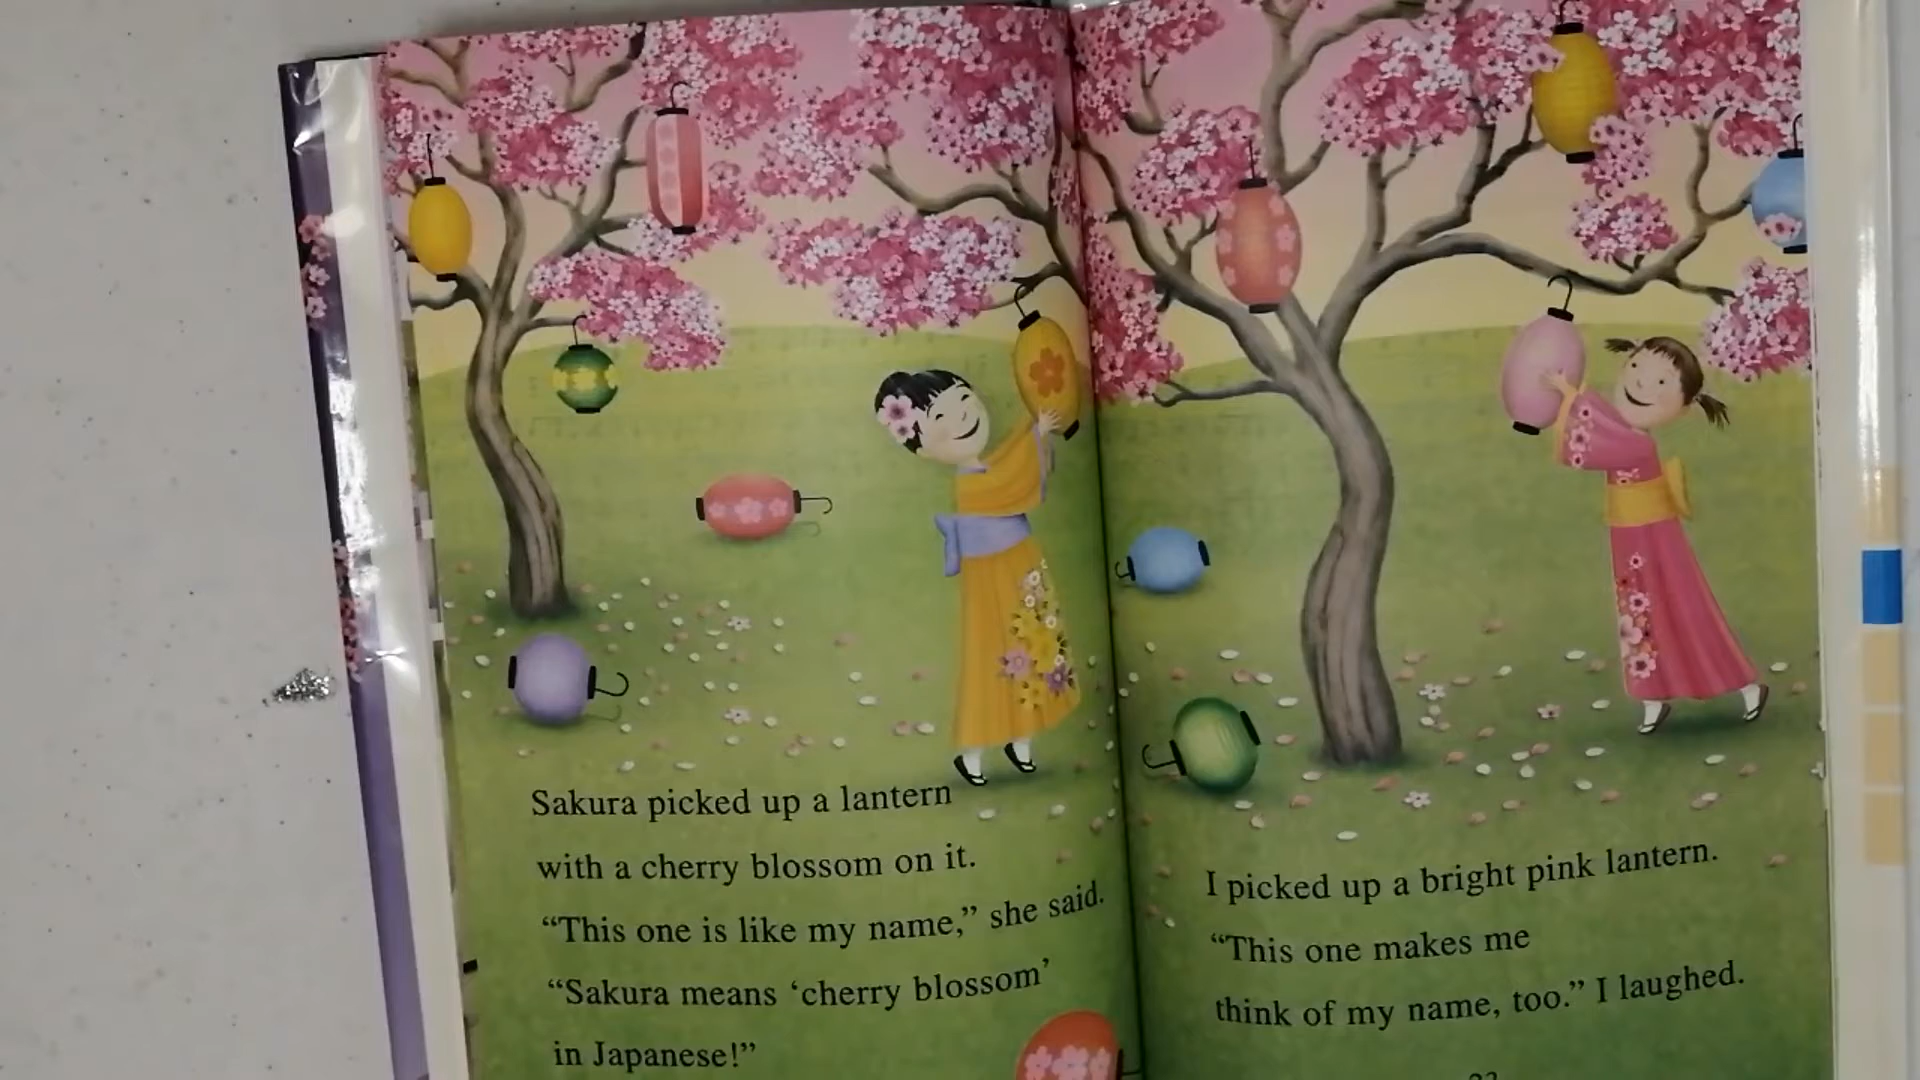 Sakura picked up a lantern
with a cherry blossom on it.
“This one is like my name,” she said.
“Sakura means ‘cherry blossom’
in Japanese!”
I picked up a bright pink lantern.
“This one makes me
think of my name, too.” I laughed.